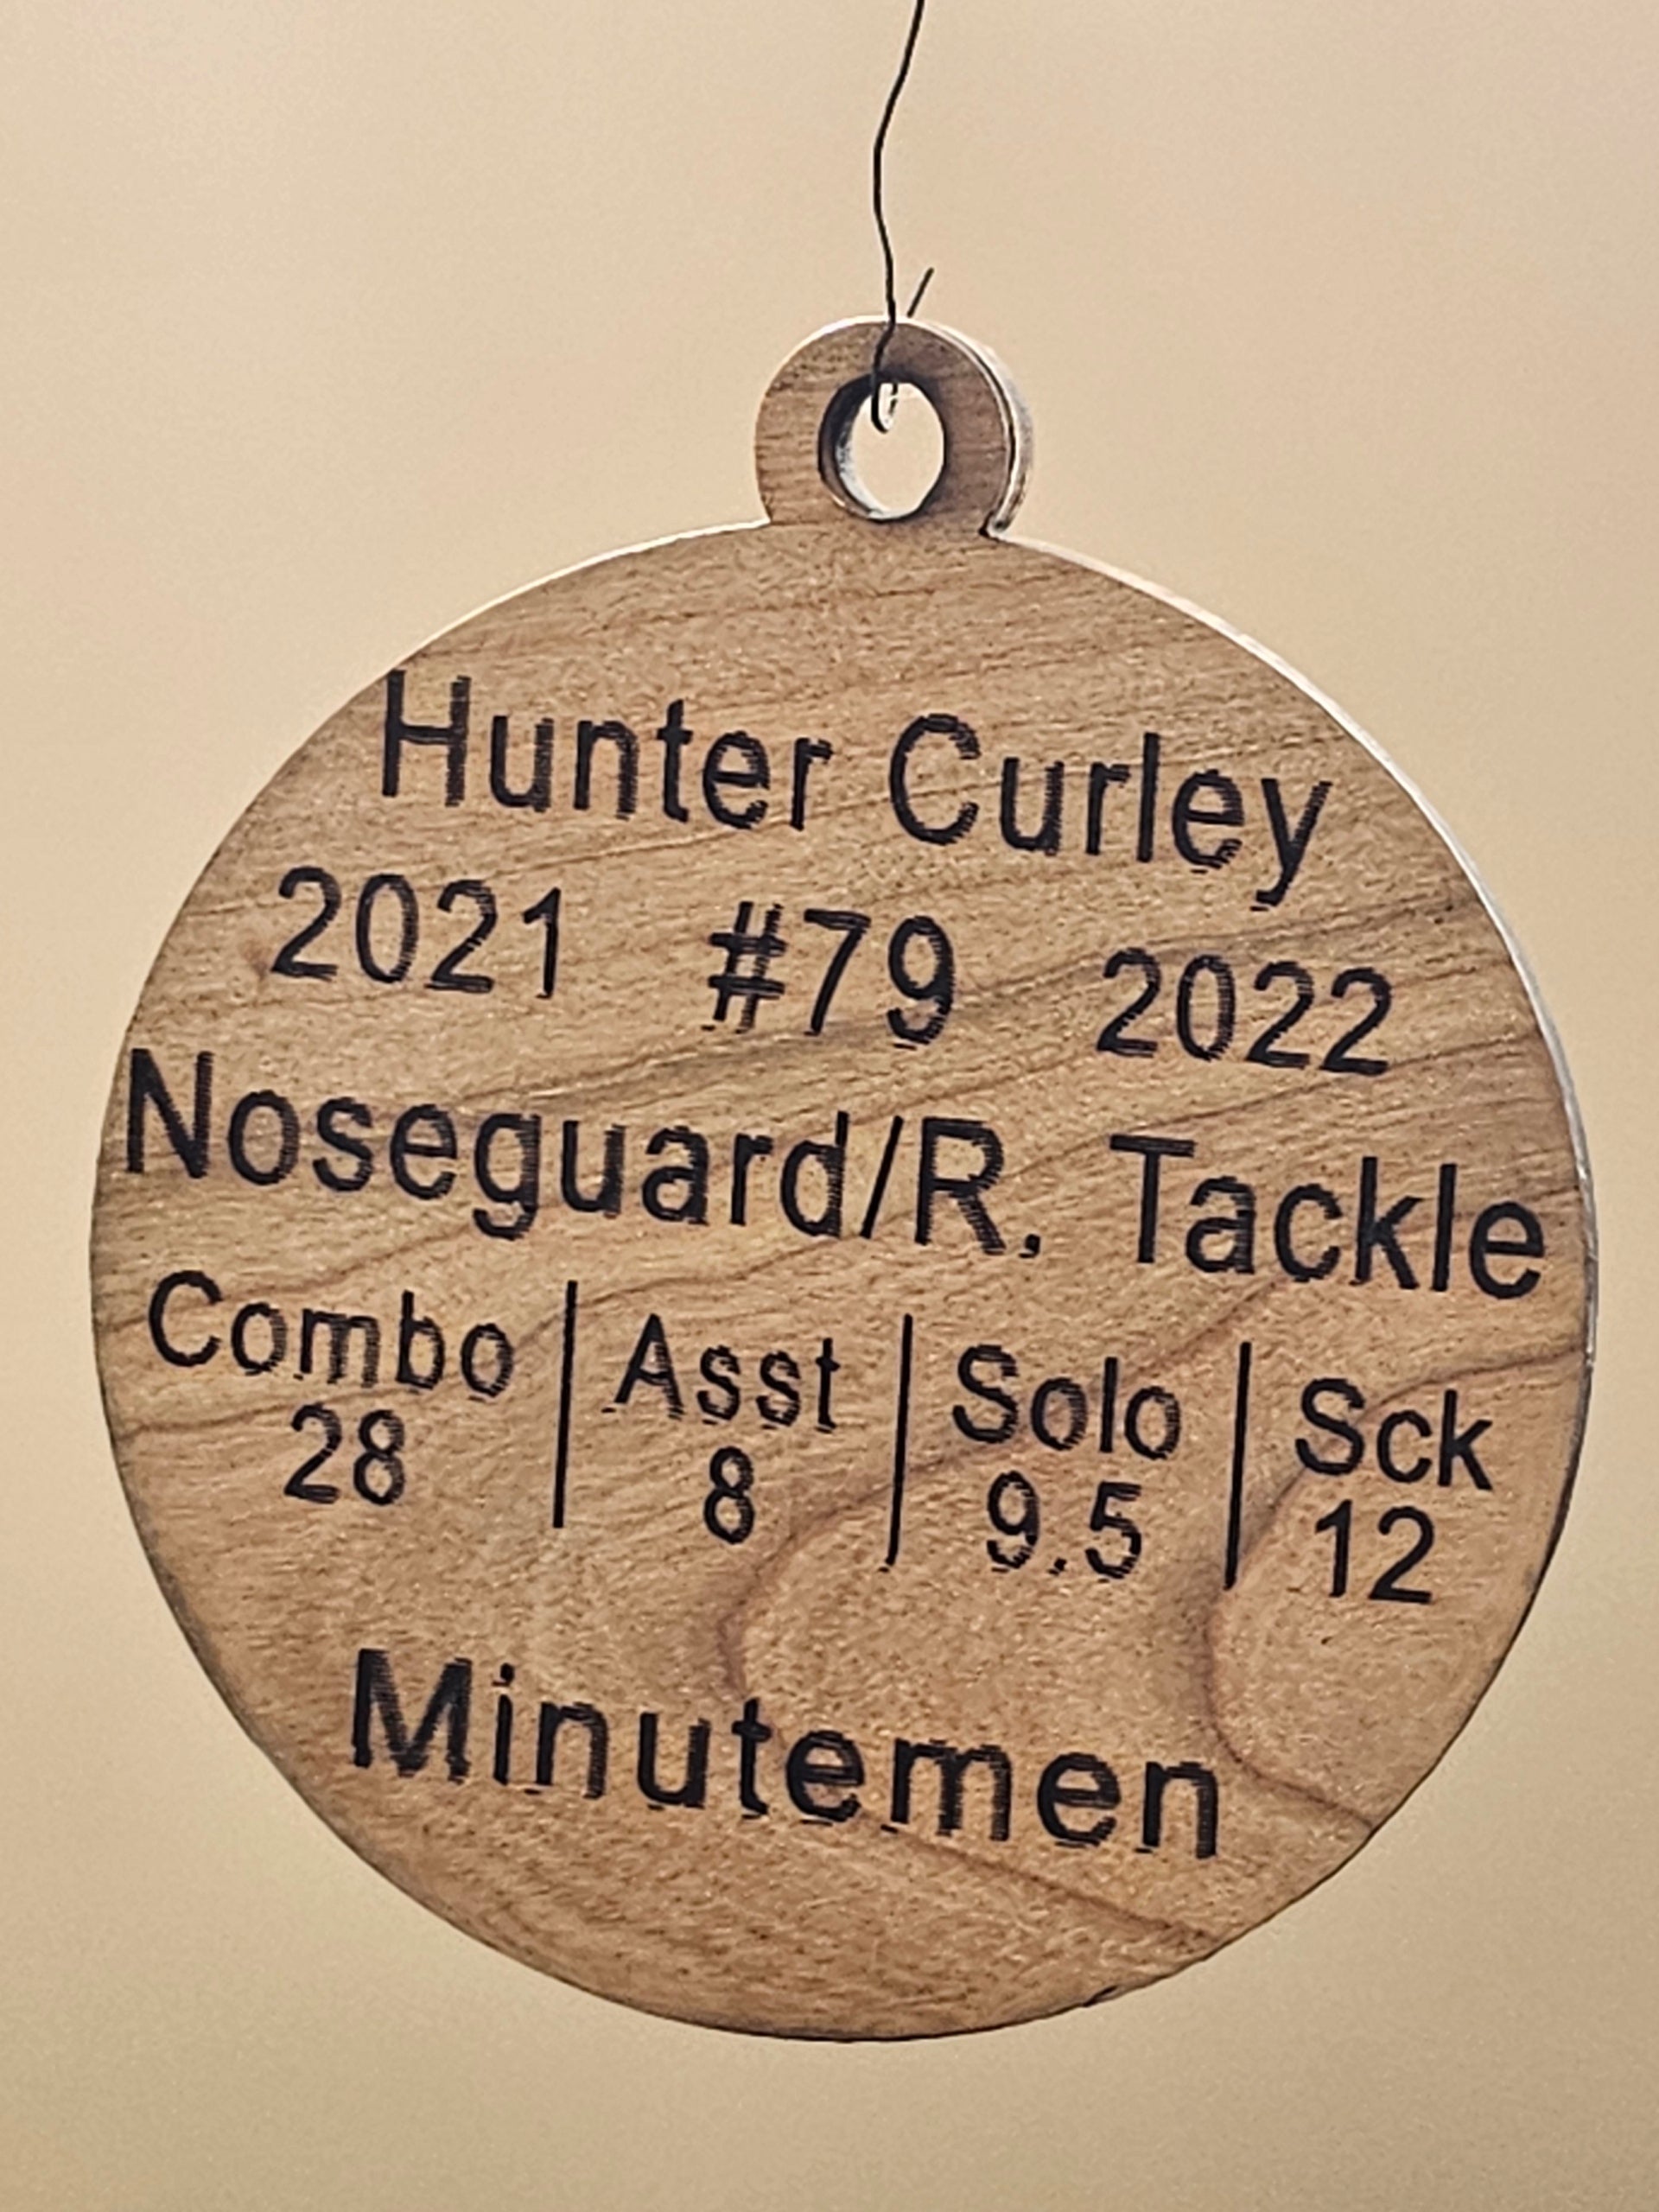 Hunter Curley
2021 #79 2022
Noseguard/R. Tackle
Combo | Asst | Solo | Sck
28 | 8 | 9.5 | 12
Minutemen